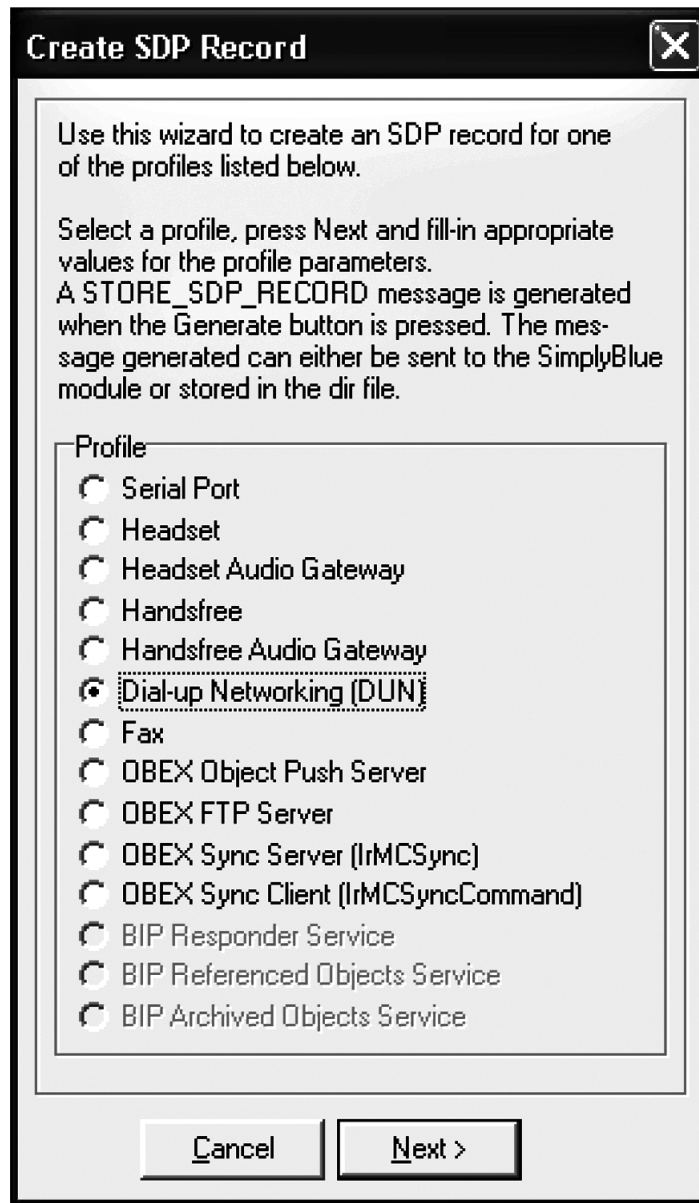 Create SDP Record
Use this wizard to create an SDP record for one
of the profiles listed below.
Select a profile, press Next and fill-in appropriate
values for the profile parameters.
A STORE_SDP_RECORD message is generated
when the Generate button is pressed. The mes-
sage generated can either be sent to the SimplyBlue
module or stored in the dir file.
Profile
Serial Port
Headset
Headset Audio Gateway
Handsfree
Handsfree Audio Gateway
Dial-up Networking (DUN)
Fax
OBEX Object Push Server
OBEX FTP Server
OBEX Sync Server (IrMCSync)
OBEX Sync Client (IrMCSyncCommand)
BIP Responder Service
BIP Referenced Objects Service
BIP Archived Objects Service
Cancel
Next >